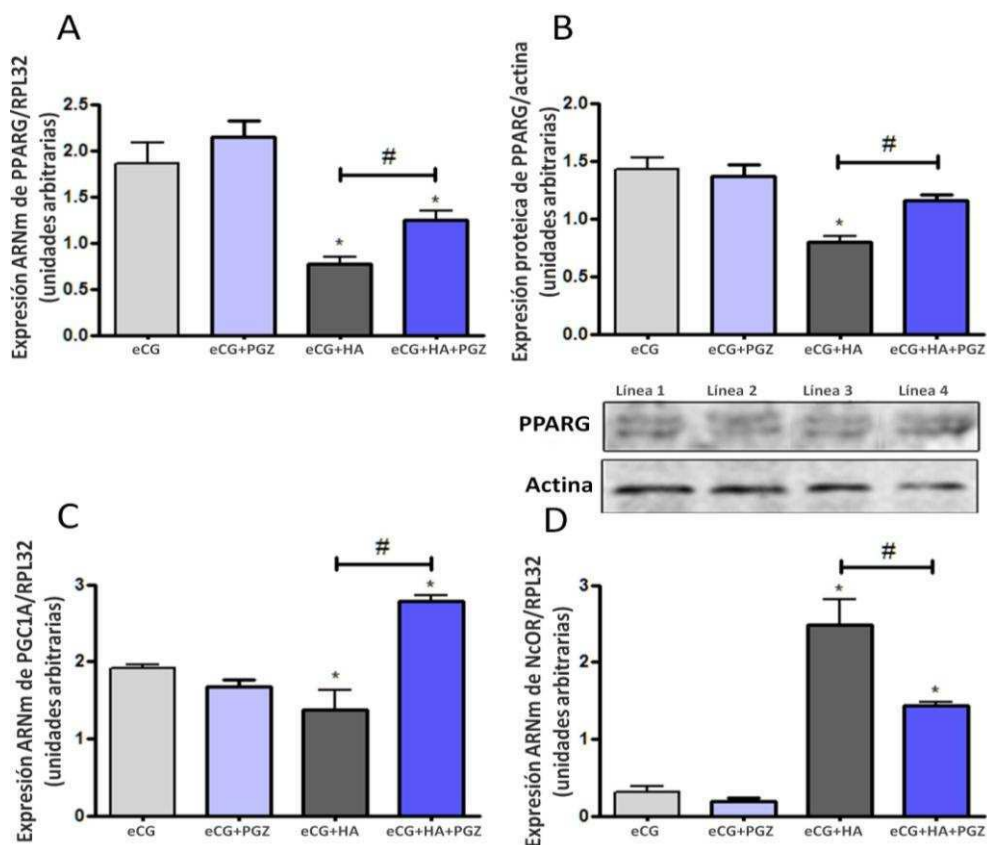 A
Expresión ARNm de PPARG/RPL32
(unidades arbitrarias)
2.5
2.0
1.5
1.0
0.5
0.0
#
*
*
eCG
eCG+PGZ
eCG+HA
eCG+HA+PGZ
B
Expresión proteica de PPARG/actina
(unidades arbitrarias)
2.0
1.5
1.0
0.5
0.0
#
*
eCG
eCG+PGZ
eCG+HA
eCG+HA+PGZ
Línea 1
Línea 2
Línea 3
Línea 4
PPARG
Actina
C
Expresión ARNm de PGC1A/RPL32
(unidades arbitrarias)
3
2
1
0
#
*
*
eCG
eCG+PGZ
eCG+HA
eCG+HA+PGZ
D
Expresión ARNm de NcOR/RPL32
(unidades arbitrarias)
3
2
1
0
#
*
*
eCG
eCG+PGZ
eCG+HA
eCG+HA+PGZ